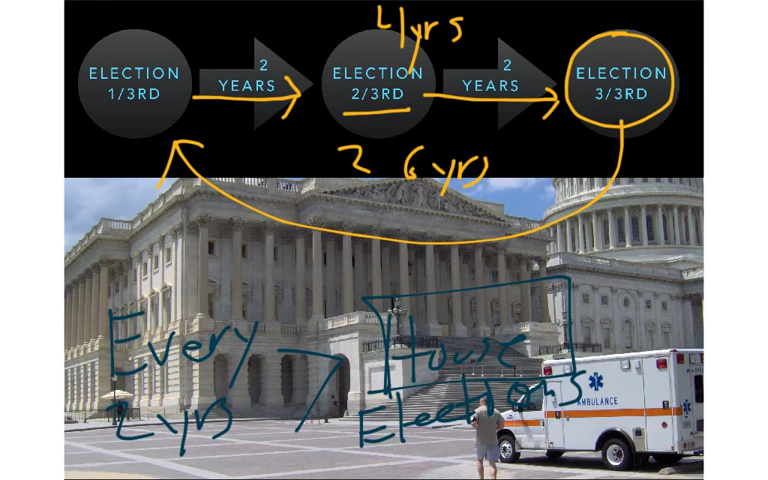 4yrs
ELECTION 1/3RD
2 YEARS
ELECTION 2/3RD
2 YEARS
ELECTION 3/3RD
2 6yrs
Every
2yrs
House
Elections
AMBULANCE